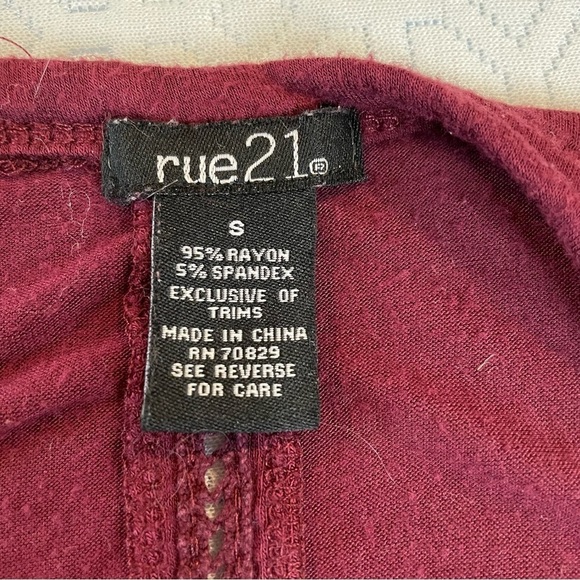 rue21®
S
95% RAYON
5% SPANDEX
EXCLUSIVE OF
TRIMS
MADE IN CHINA
RN 70829
SEE REVERSE
FOR CARE